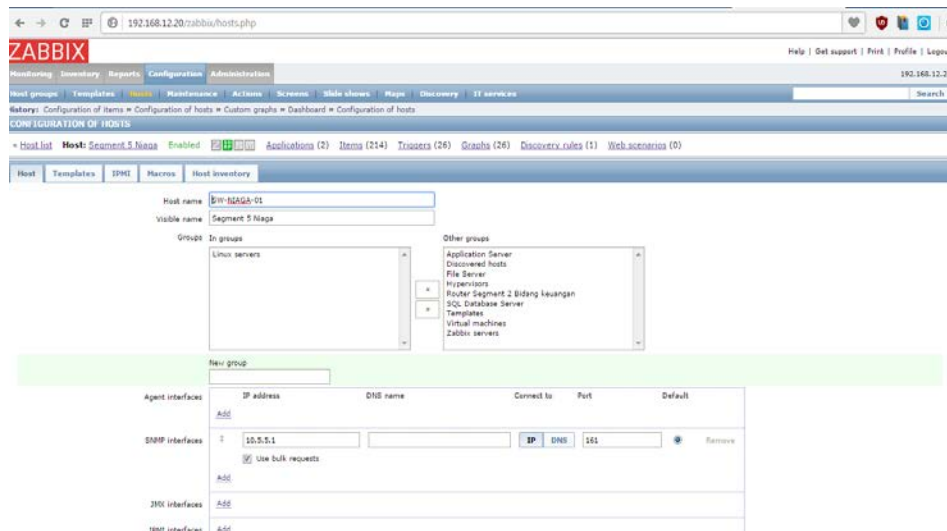 192.168.12.20/zabbix/hosts.php
ZABBIX
Help | Get support | Print | Profile | Logou
Monitoring Inventory Reports Configuration Administration
192.168.12.2
Host groups | Templates | Hosts | Maintenance | Actions | Screens | Slide shows | Maps | Discovery | IT services
Search
History: Configuration of items » Configuration of hosts » Custom graphs » Dashboard » Configuration of hosts
CONFIGURATION OF HOSTS
« Host list Host: Segment 5 Niaga Enabled Applications (2) Items (214) Triggers (26) Graphs (26) Discovery rules (1) Web scenarios (0)
Host Templates IPMI Macros Host inventory
Host name SW-NIAGA-01
Visible name Segment 5 Niaga
Groups In groups Other groups
Linux servers
Application Server
Discovered hosts
File Server
Hypervisors
Router Segment 2 Bidang keuangan
SQL Database Server
Templates
Virtual machines
Zabbix servers
New group
Agent interfaces IP address DNS name Connect to Port Default
Add
SNMP interfaces 10.5.5.1 IP DNS 161 Remove
Use bulk requests
Add
JMX interfaces Add
IPMI interfaces Add